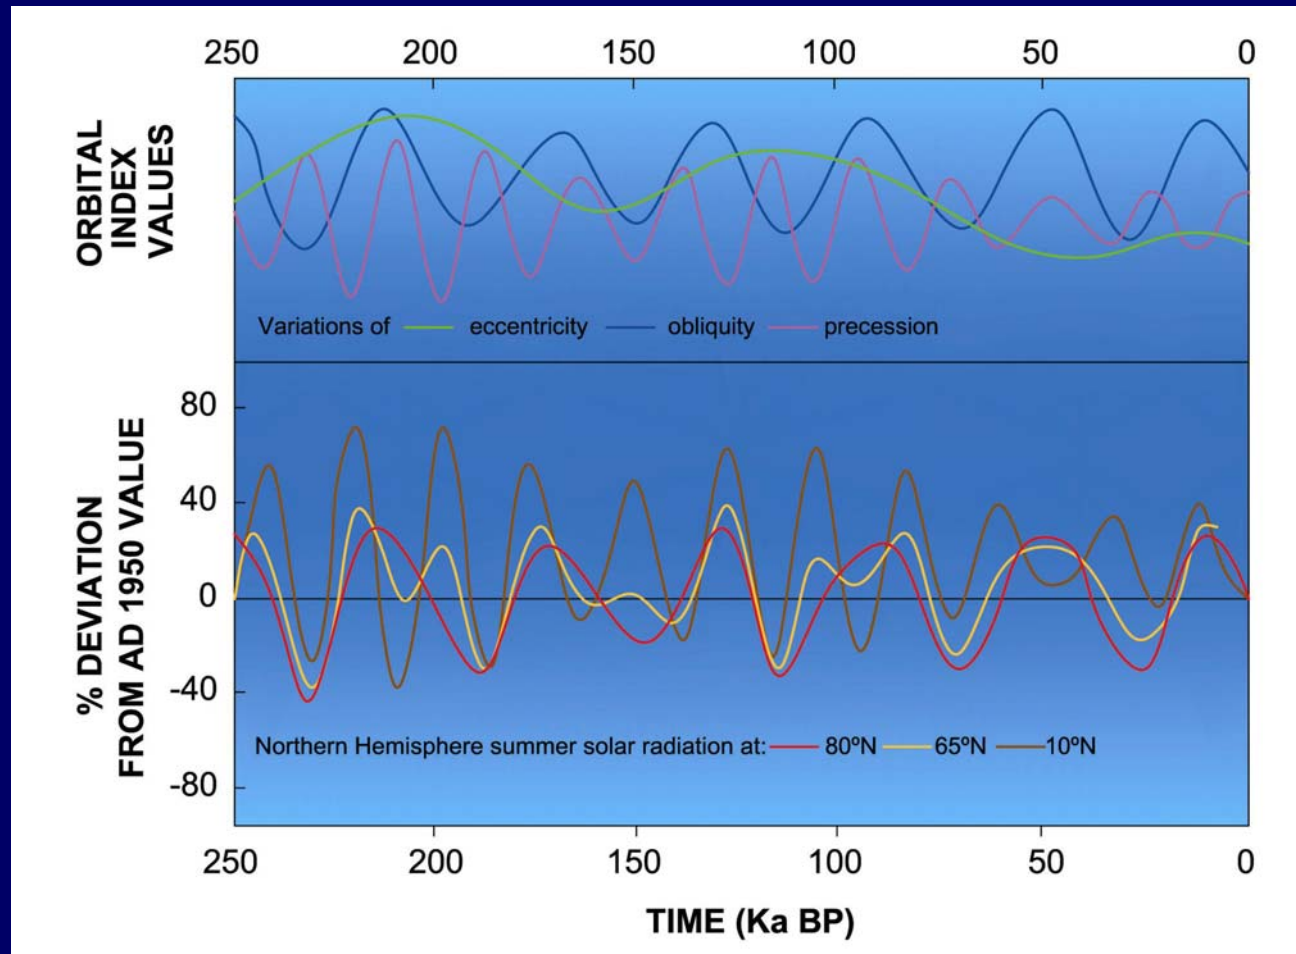 250 200 150 100 50 0
ORBITAL
INDEX
VALUES
Variations of eccentricity obliquity precession
80
40
0
-40
-80
% DEVIATION
FROM AD 1950 VALUE
Northern Hemisphere summer solar radiation at: 80ºN 65ºN 10ºN
250 200 150 100 50 0
TIME (Ka BP)